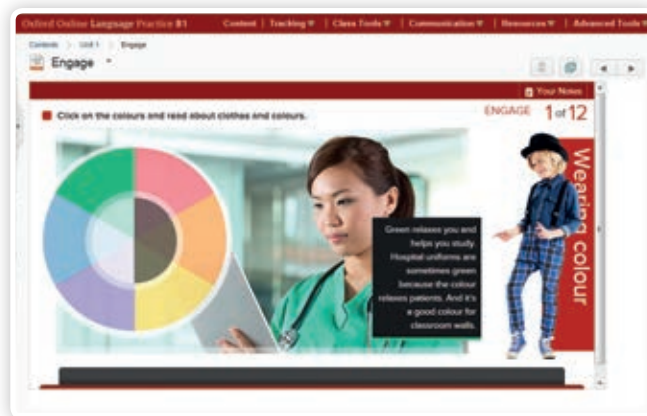 Oxford Online Language Practice B1 Content | Tracking | Class Tools | Communication | Resources | Advanced Tools
Contents > Unit 1 > Engage
Engage
Your Notes
Click on the colours and read about clothes and colours.
ENGAGE 1 of 12
Wearing colour
Green relaxes you and
helps you study.
Hospital uniforms are
sometimes green
because the colour
relaxes patients. And it's
a good colour for
classroom walls.